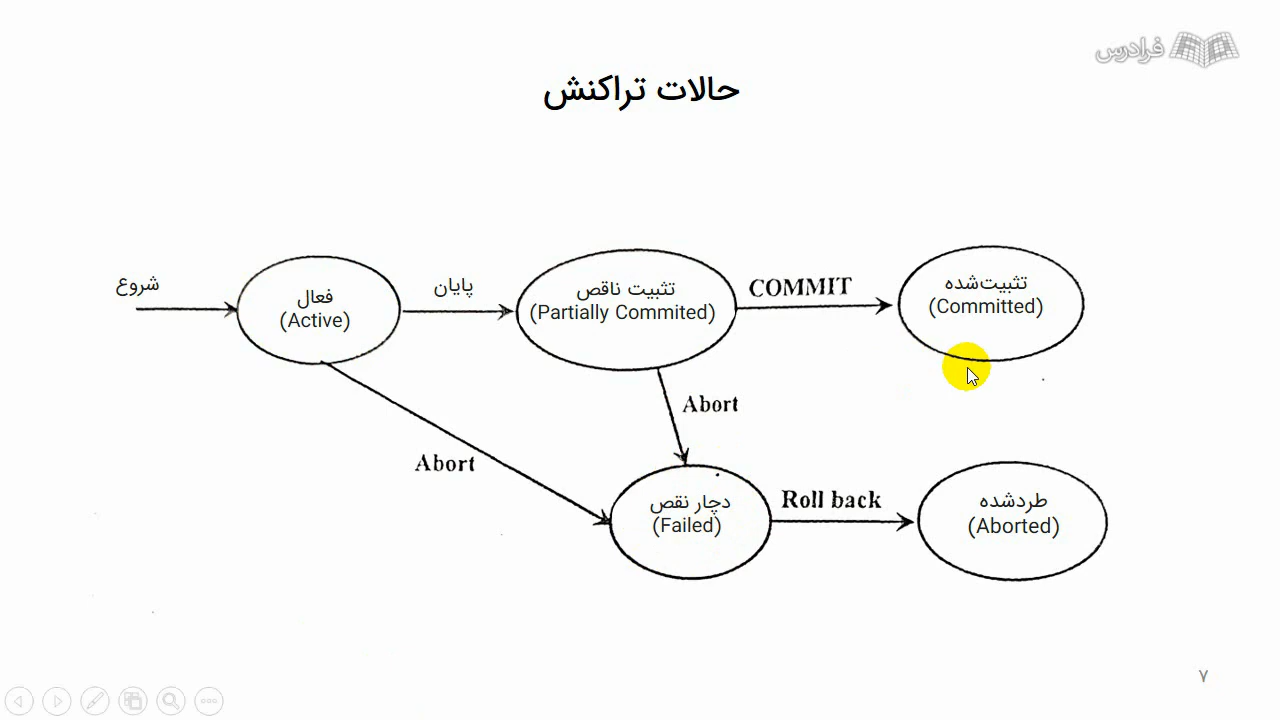 فرادرس
حالات تراکنش
شروع
فعال
(Active)
پایان
تثبیت ناقص
(Partially Commited)
COMMIT
تثبیت‌شده
(Committed)
Abort
Abort
دچار نقص
(Failed)
Roll back
طردشده
(Aborted)
۷